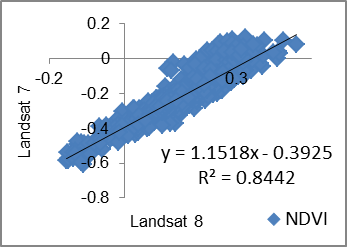 0.2
-0.2
0
0.3
-0.2
-0.4
-0.6
-0.8
Landsat 7
y = 1.1518x - 0.3925
R² = 0.8442
Landsat 8
NDVI